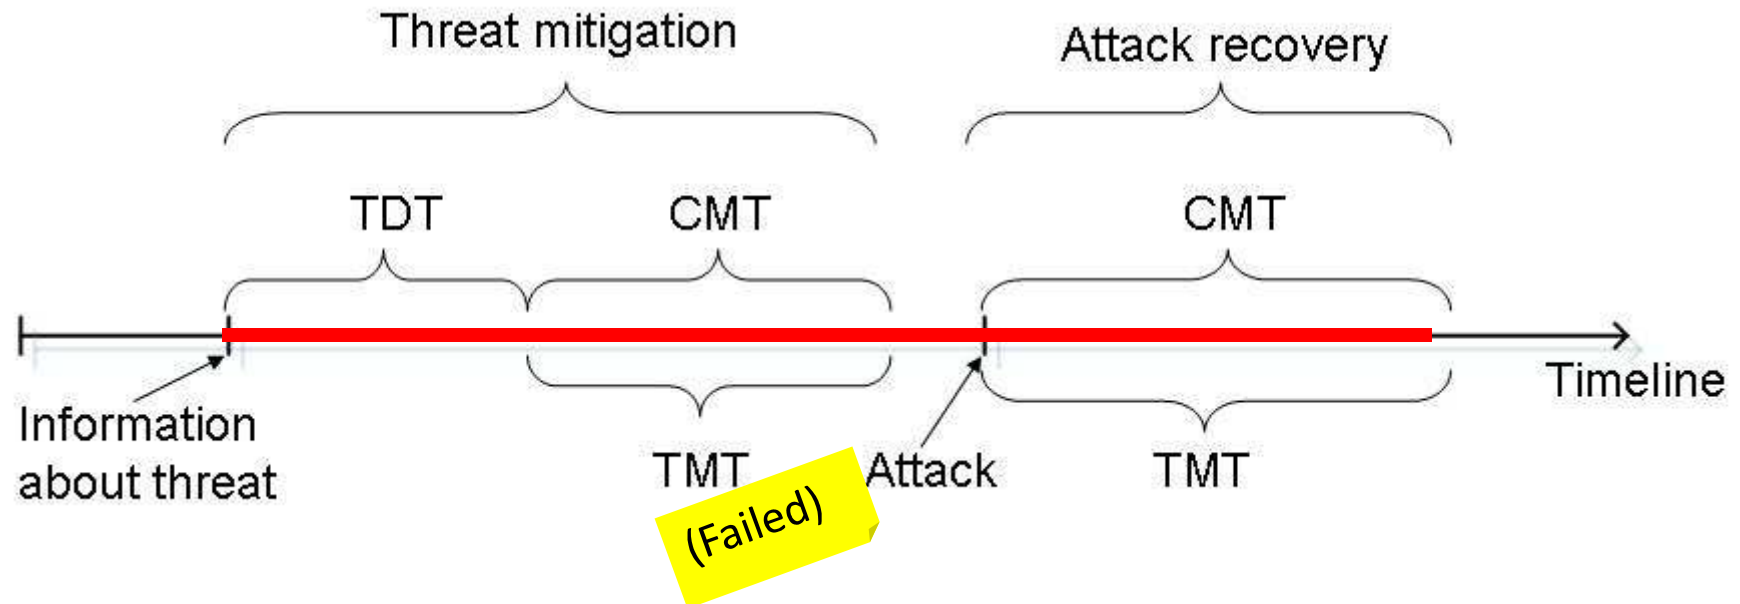 Threat mitigation
Attack recovery
TDT
CMT
CMT
Timeline
Information
about threat
TMT
Attack
TMT
(Failed)